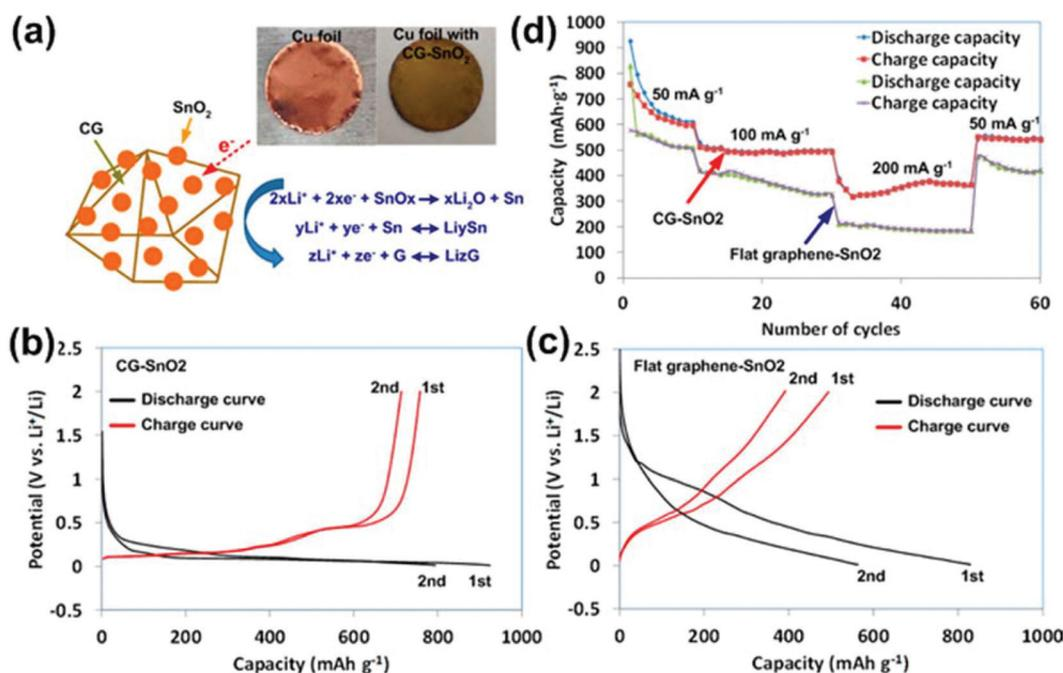 (a)
Cu foil
Cu foil with
CG-SnO₂
SnO₂
CG
e⁻
2xLi⁺ + 2xe⁻ + SnOx → xLi₂O + Sn
yLi⁺ + ye⁻ + Sn ↔ LiySn
zLi⁺ + ze⁻ + G ↔ LizG
(d)
1000
900
800
700
600
500
400
300
200
100
0
Capacity (mAh·g⁻¹)
Discharge capacity
Charge capacity
Discharge capacity
Charge capacity
50 mA g⁻¹
100 mA g⁻¹
200 mA g⁻¹
50 mA g⁻¹
CG-SnO2
Flat graphene-SnO2
0 20 40 60
Number of cycles
(b)
2.5
2
1.5
1
0.5
0
-0.5
Potential (V vs. Li⁺/Li)
CG-SnO2
Discharge curve
Charge curve
2nd 1st
2nd 1st
0 200 400 600 800 1000
Capacity (mAh g⁻¹)
(c)
2.5
2
1.5
1
0.5
0
-0.5
Potential (V vs. Li⁺/Li)
Flat graphene-SnO2
Discharge curve
Charge curve
2nd 1st
2nd 1st
0 200 400 600 800 1000
Capacity (mAh g⁻¹)